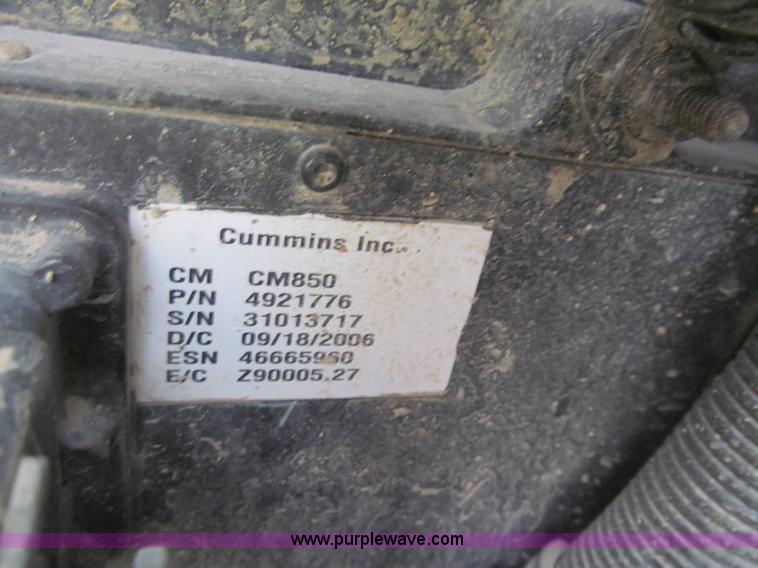 Cummins Inc.
CM CM850
P/N 4921776
S/N 31013717
D/C 09/18/2006
ESN 46665960
E/C Z90005.27
www.purplewave.com